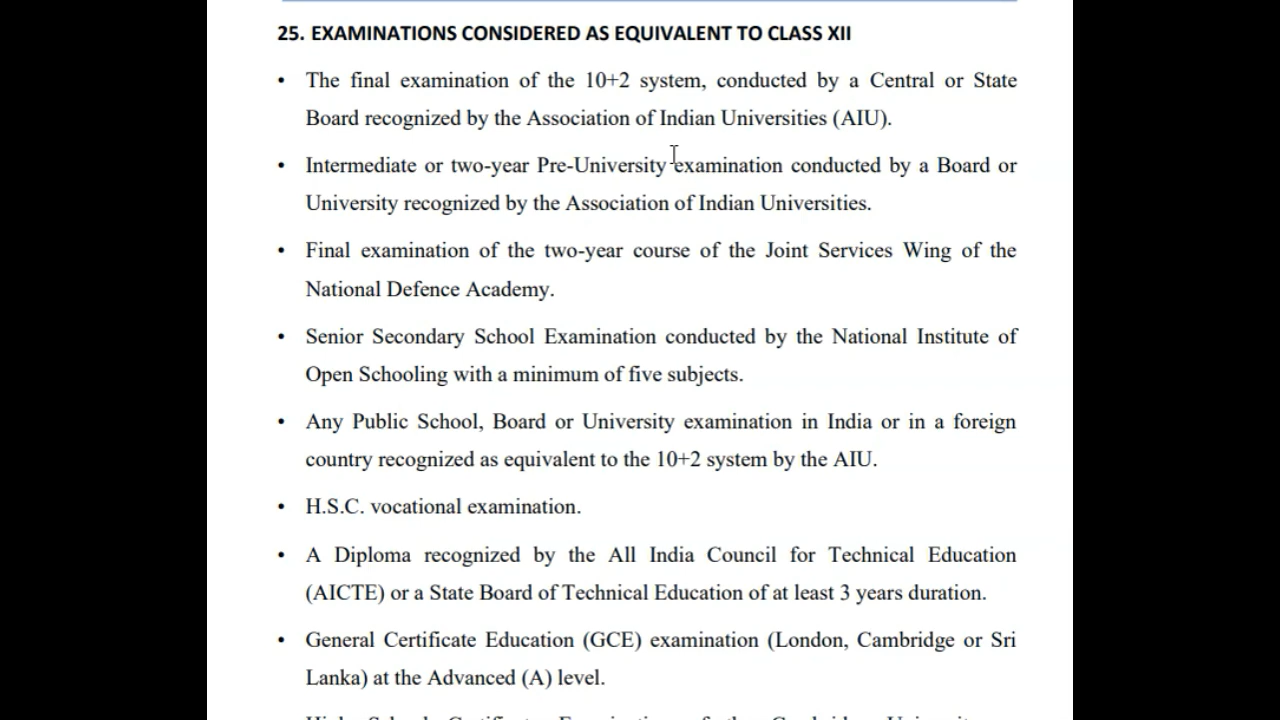 25. EXAMINATIONS CONSIDERED AS EQUIVALENT TO CLASS XII
• The final examination of the 10+2 system, conducted by a Central or State
Board recognized by the Association of Indian Universities (AIU).
• Intermediate or two-year Pre-University examination conducted by a Board or
University recognized by the Association of Indian Universities.
• Final examination of the two-year course of the Joint Services Wing of the
National Defence Academy.
• Senior Secondary School Examination conducted by the National Institute of
Open Schooling with a minimum of five subjects.
• Any Public School, Board or University examination in India or in a foreign
country recognized as equivalent to the 10+2 system by the AIU.
• H.S.C. vocational examination.
• A Diploma recognized by the All India Council for Technical Education
(AICTE) or a State Board of Technical Education of at least 3 years duration.
• General Certificate Education (GCE) examination (London, Cambridge or Sri
Lanka) at the Advanced (A) level.